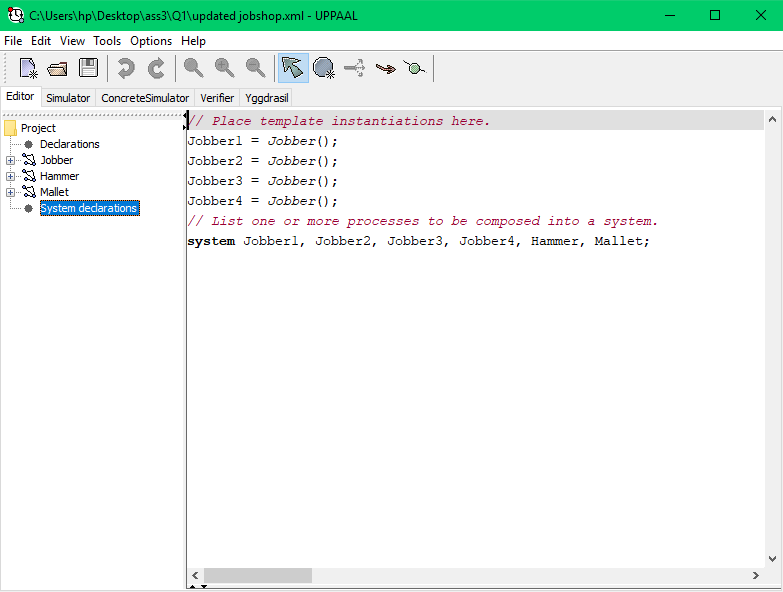 C:\Users\hp\Desktop\ass3\Q1\updated jobshop.xml - UPPAAL
File Edit View Tools Options Help
Editor Simulator ConcreteSimulator Verifier Yggdrasil
Project
Declarations
Jobber
Hammer
Mallet
System declarations
// Place template instantiations here.
Jobber1 = Jobber();
Jobber2 = Jobber();
Jobber3 = Jobber();
Jobber4 = Jobber();
// List one or more processes to be composed into a system.
system Jobber1, Jobber2, Jobber3, Jobber4, Hammer, Mallet;